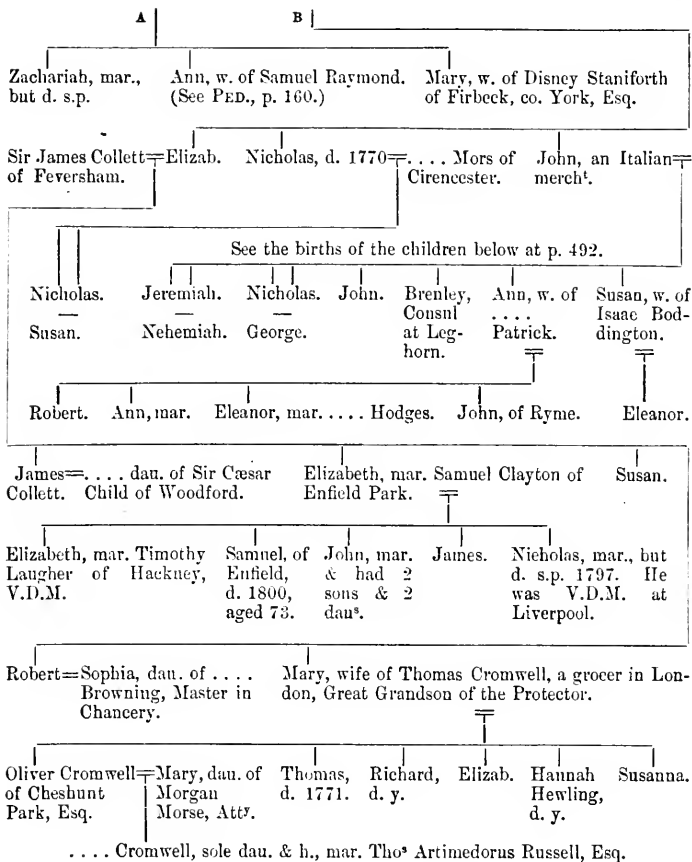 A B
Zachariah, mar., but d. s.p.
Ann, w. of Samuel Raymond. (See PED., p. 160.)
Mary, w. of Disney Staniforth of Firbeck, co. York, Esq.
Sir James Collett of Feversham.
Elizab.
Nicholas, d. 1770
.... Mors of Cirencester.
John, an Italian mercht.
See the births of the children below at p. 492.
Nicholas.
—
Susan.
Jeremiah.
—
Nehemiah.
Nicholas.
—
George.
John.
Brenley, Consul at Leghorn.
Ann, w. of .... Patrick.
Susan, w. of Isaac Boddington.
Robert. Ann, mar. Eleanor, mar. .... Hodges. John, of Ryme. Eleanor.
James Collett.
.... dau. of Sir Cæsar Child of Woodford.
Elizabeth, mar. Samuel Clayton of Enfield Park.
Susan.
Elizabeth, mar. Timothy Laugher of Hackney, V.D.M.
Samuel, of Enfield, d. 1800, aged 73.
John, mar. & had 2 sons & 2 daus.
James.
Nicholas, mar., but d. s.p. 1797. He was V.D.M. at Liverpool.
Robert=Sophia, dau. of .... Browning, Master in Chancery.
Mary, wife of Thomas Cromwell, a grocer in London, Great Grandson of the Protector.
Oliver Cromwell of Cheshunt Park, Esq.
Mary, dau. of Morgan Morse, Atty.
Thomas, d. 1771.
Richard, d. y.
Elizab.
Hannah Hewling, d. y.
Susanna.
.... Cromwell, sole dau. & h., mar. Thos Artimedorus Russell, Esq.